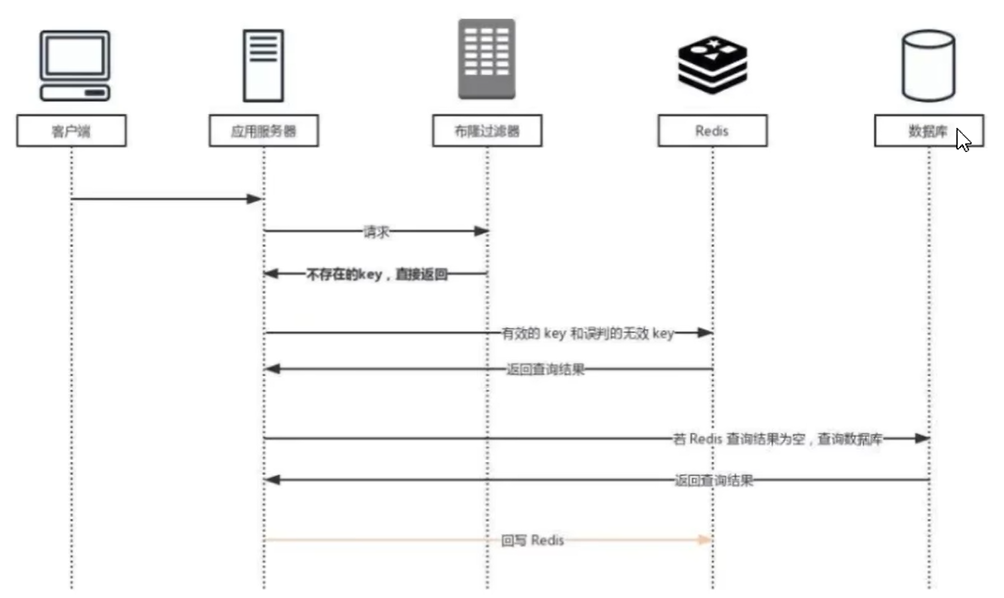 客户端
应用服务器
布隆过滤器
Redis
数据库
请求
不存在的key，直接返回
有效的 key 和误判的无效 key
返回查询结果
若 Redis 查询结果为空，查询数据库
返回查询结果
回写 Redis